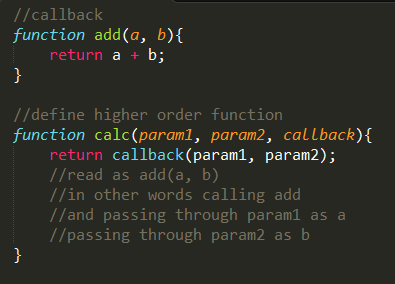 //callback
function add(a, b){
    return a + b;
}

//define higher order function
function calc(param1, param2, callback){
    return callback(param1, param2);
    //read as add(a, b)
    //in other words calling add
    //and passing through param1 as a
    //passing through param2 as b
}